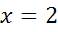 x = 2